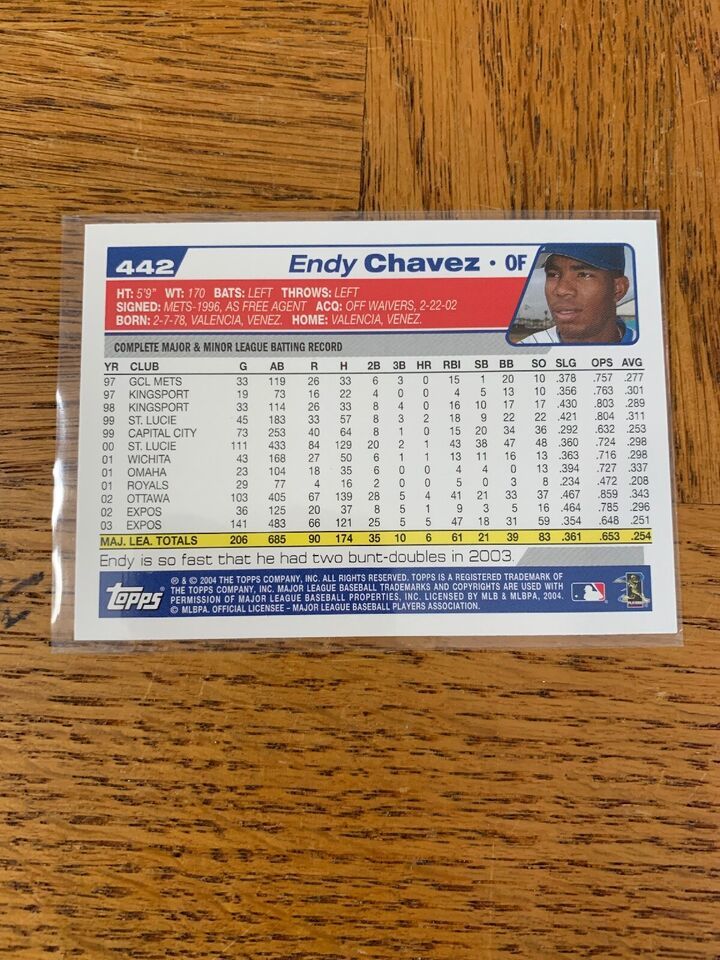 442
Endy Chavez · OF
HT: 5'9" WT: 170 BATS: LEFT THROWS: LEFT
SIGNED: METS-1996, AS FREE AGENT ACQ: OFF WAIVERS, 2-22-02
BORN: 2-7-78, VALENCIA, VENEZ. HOME: VALENCIA, VENEZ.
COMPLETE MAJOR & MINOR LEAGUE BATTING RECORD
YR CLUB G AB R H 2B 3B HR RBI SB BB SO SLG OPS AVG
97 GCL METS 33 119 26 33 6 3 0 15 1 20 10 .378 .757 .277
97 KINGSPORT 19 73 16 22 4 0 0 4 5 13 10 .356 .763 .301
98 KINGSPORT 33 114 26 33 8 4 0 16 10 17 17 .430 .803 .289
99 ST. LUCIE 45 183 33 57 8 3 2 18 9 22 22 .421 .804 .311
99 CAPITAL CITY 73 253 40 64 8 1 0 15 20 34 36 .292 .632 .253
00 ST. LUCIE 111 433 84 129 20 2 1 43 38 47 48 .360 .724 .298
01 WICHITA 43 168 27 50 6 1 1 13 11 16 13 .363 .716 .298
01 OMAHA 23 104 18 35 6 0 0 4 4 0 13 .394 .727 .337
01 ROYALS 29 77 4 16 2 0 0 5 0 3 8 .234 .472 .208
02 OTTAWA 103 405 67 139 28 5 4 41 21 33 37 .467 .859 .343
02 EXPOS 36 125 20 37 8 5 1 9 3 5 16 .464 .785 .296
03 EXPOS 141 483 66 121 25 5 5 47 18 31 59 .354 .648 .251
MAJ. LEA. TOTALS 206 685 90 174 35 10 6 61 21 39 83 .361 .653 .254
Endy is so fast that he had two bunt-doubles in 2003.
topps
® & © 2004 THE TOPPS COMPANY, INC. ALL RIGHTS RESERVED. TOPPS IS A REGISTERED TRADEMARK OF
THE TOPPS COMPANY, INC. MAJOR LEAGUE BASEBALL TRADEMARKS AND COPYRIGHTS ARE USED WITH
PERMISSION OF MAJOR LEAGUE BASEBALL PROPERTIES, INC. LICENSED BY MLB & MLBPA, 2004.
© MLBPA. OFFICIAL LICENSEE - MAJOR LEAGUE BASEBALL PLAYERS ASSOCIATION.